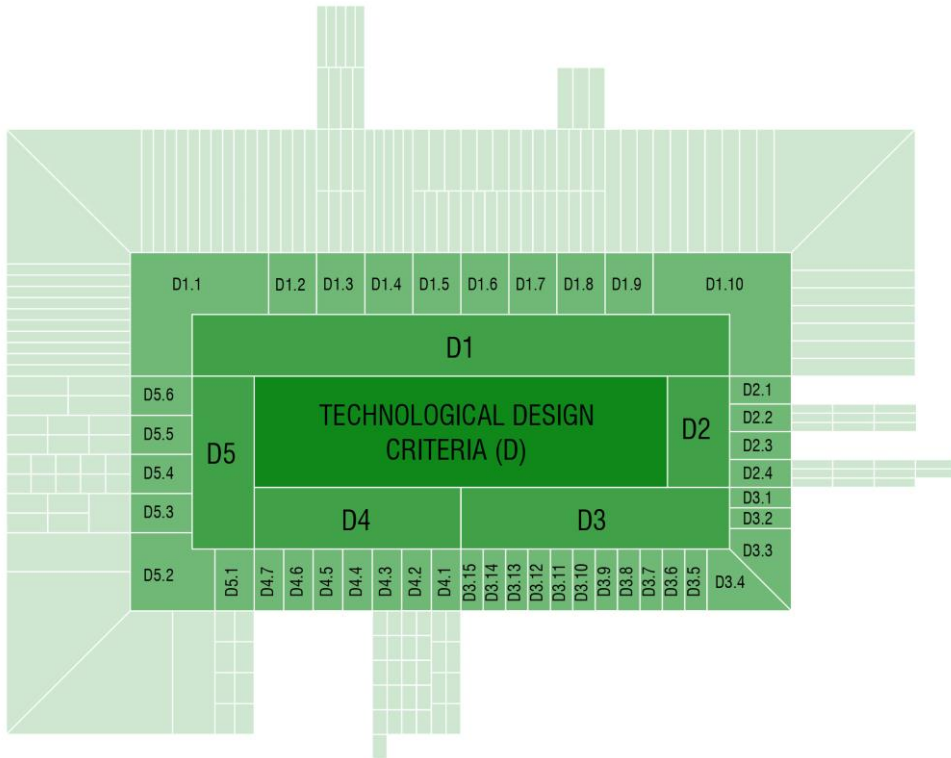 D1.1
D1.2
D1.3
D1.4
D1.5
D1.6
D1.7
D1.8
D1.9
D1.10
D1
D5.6
D5.5
D5.4
D5.3
D5.2
D5
TECHNOLOGICAL DESIGN
CRITERIA (D)
D2
D2.1
D2.2
D2.3
D2.4
D3.1
D3.2
D3.3
D4
D3
D5.1
D4.7
D4.6
D4.5
D4.4
D4.3
D4.2
D4.1
D3.15
D3.14
D3.13
D3.12
D3.11
D3.10
D3.9
D3.8
D3.7
D3.6
D3.5
D3.4